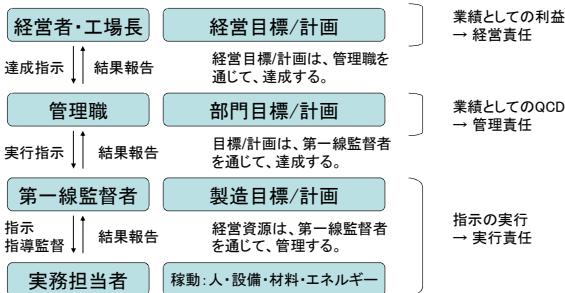 経営者・工場長
経営目標/計画
業績としての利益
→ 経営責任
達成指示
結果報告
経営目標/計画は、管理職を
通じて、達成する。
管理職
部門目標/計画
業績としてのQCD
→ 管理責任
実行指示
結果報告
目標/計画は、第一線監督者
を通じて、達成する。
第一線監督者
製造目標/計画
指示
指導監督
結果報告
経営資源は、第一線監督者
を通じて、管理する。
指示の実行
→ 実行責任
実務担当者
稼動：人・設備・材料・エネルギー